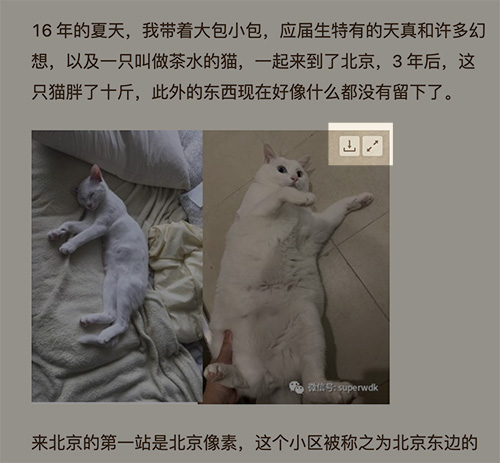 16 年的夏天，我带着大包小包，应届生特有的天真和许多幻
想，以及一只叫做茶水的猫，一起来到了北京，3 年后，这
只猫胖了十斤，此外的东西现在好像什么都没有留下了。
微信号: superwdk
来北京的第一站是北京像素，这个小区被称之为北京东边的